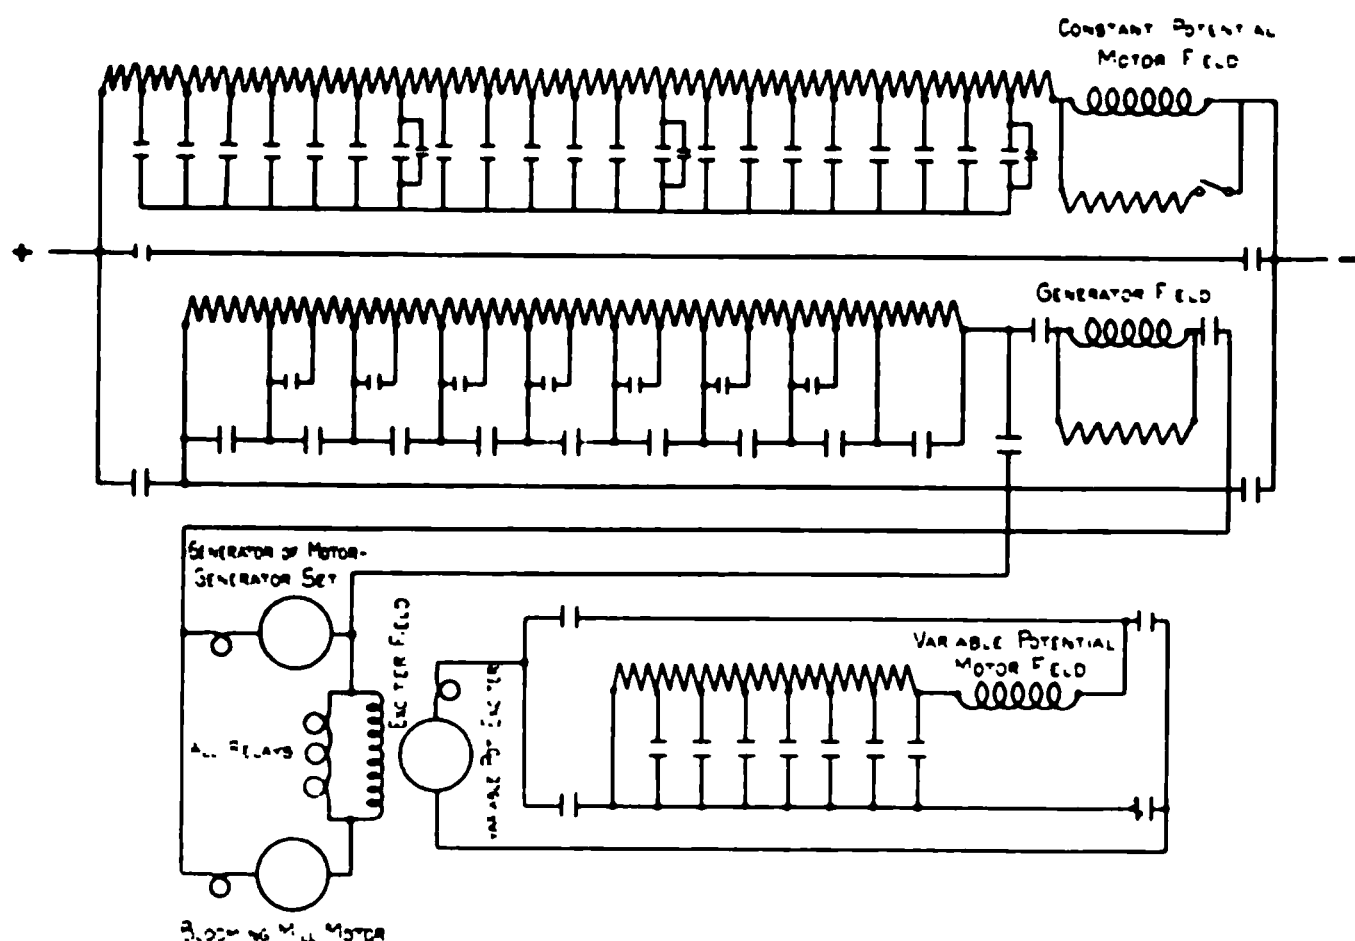 CONSTANT POTENTIAL
MOTOR FIELD
+
−
GENERATOR FIELD
GENERATOR OF MOTOR-
GENERATOR SET
EXCITER FIELD
VARIABLE POT EXCITER
VARIABLE POTENTIAL
MOTOR FIELD
ALL RELAYS
BLOOMING MILL MOTOR